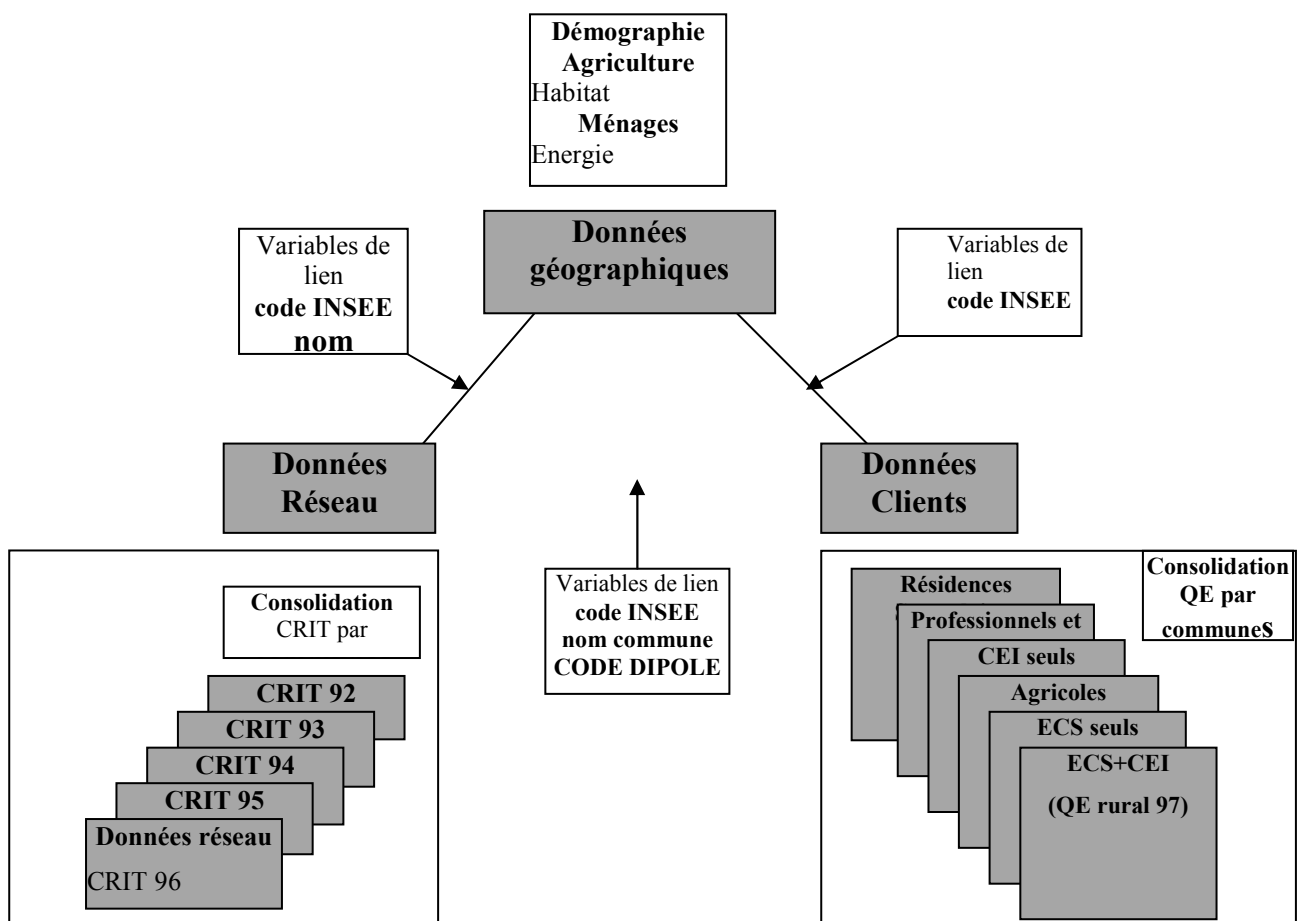 Démographie
Agriculture
Habitat
Ménages
Energie
Données
géographiques
Variables de
lien
code INSEE
nom
Variables de
lien
code INSEE
Données
Réseau
Données
Clients
Variables de lien
code INSEE
nom commune
CODE DIPOLE
Consolidation
CRIT par
CRIT 92
CRIT 93
CRIT 94
CRIT 95
Données réseau
CRIT 96
Consolidation
QE par
communes
Résidences
Professionnels et
CEI seuls
Agricoles
ECS seuls
ECS+CEI
(QE rural 97)